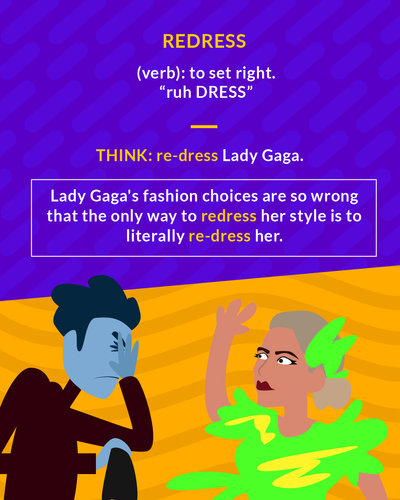 REDRESS
(verb): to set right.
“ruh DRESS”
THINK: re-dress Lady Gaga.
Lady Gaga's fashion choices are so wrong
that the only way to redress her style is to
literally re-dress her.